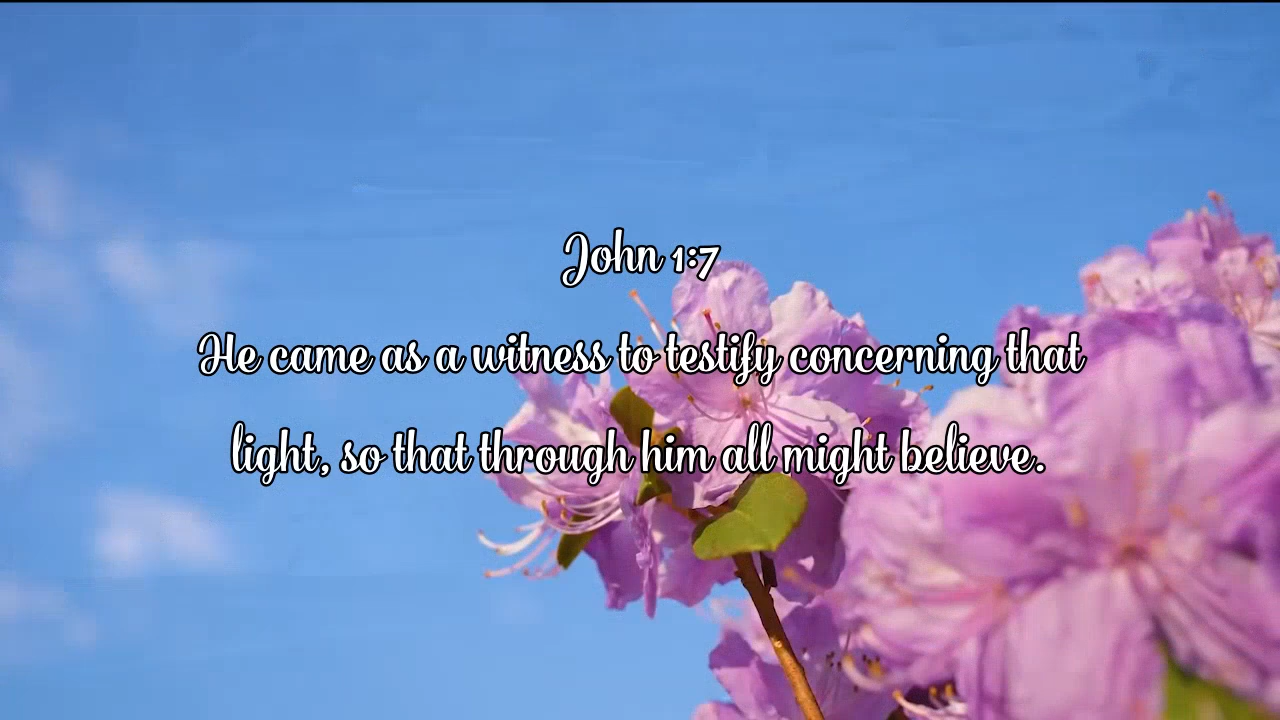 John 1:7
He came as a witness to testify concerning that
light, so that through him all might believe.